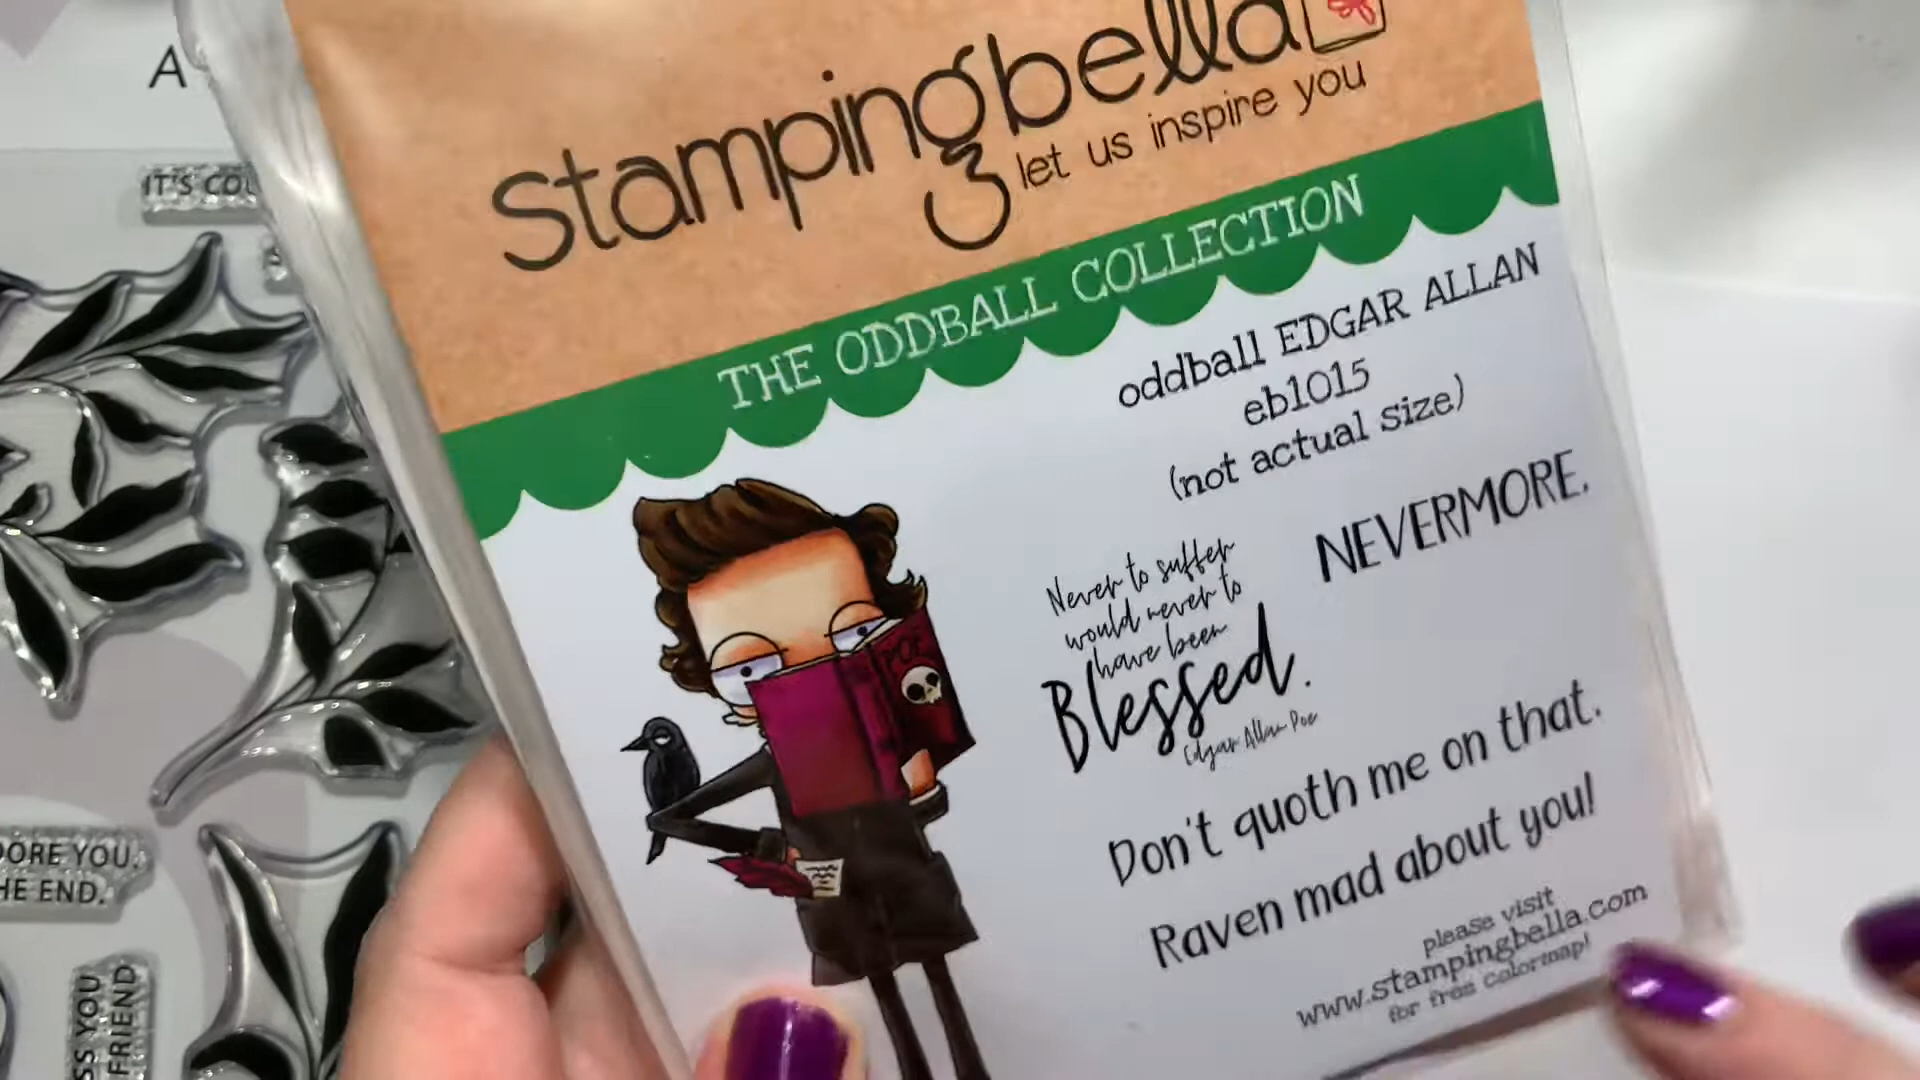 A
IT'S COL
DORE YOU.
HE END.
SS YOU
FRIEND
Stampingbella
let us inspire you
THE ODDBALL COLLECTION
oddball EDGAR ALLAN
eb1015
(not actual size)
NEVERMORE.
Never to suffer
would never to
have been
Blessed.
Edgar Allan Poe
POE
Don't quoth me on that.
Raven mad about you!
please visit
www.stampingbella.com
for free colormap!